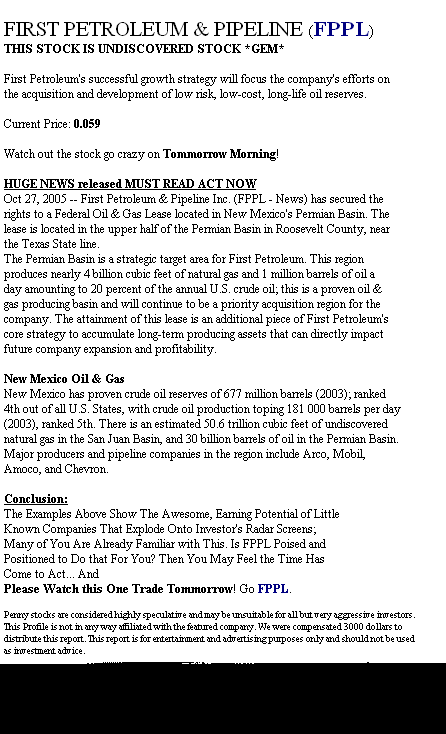 FIRST PETROLEUM & PIPELINE (FPPL)
THIS STOCK IS UNDISCOVERED STOCK *GEM*
First Petroleum's successful growth strategy will focus the company's efforts on
the acquisition and development of low risk, low-cost, long-life oil reserves.
Current Price: 0.059
Watch out the stock go crazy on Tommorrow Morning!
HUGE NEWS released MUST READ ACT NOW
Oct 27, 2005 -- First Petroleum & Pipeline Inc. (FPPL - News) has secured the
rights to a Federal Oil & Gas Lease located in New Mexico's Permian Basin. The
lease is located in the upper half of the Permian Basin in Roosevelt County, near
the Texas State line.
The Permian Basin is a strategic target area for First Petroleum. This region
produces nearly 4 billion cubic feet of natural gas and 1 million barrels of oil a
day amounting to 20 percent of the annual U.S. crude oil; this is a proven oil &
gas producing basin and will continue to be a priority acquisition region for the
company. The attainment of this lease is an additional piece of First Petroleum's
core strategy to accumulate long-term producing assets that can directly impact
future company expansion and profitability.
New Mexico Oil & Gas
New Mexico has proven crude oil reserves of 677 million barrels (2003); ranked
4th out of all U.S. States, with crude oil production toping 181 000 barrels per day
(2003), ranked 5th. There is an estimated 50.6 trillion cubic feet of undiscovered
natural gas in the San Juan Basin, and 30 billion barrels of oil in the Permian Basin.
Major producers and pipeline companies in the region include Arco, Mobil,
Amoco, and Chevron.
Conclusion:
The Examples Above Show The Awesome, Earning Potential of Little
Known Companies That Explode Onto Investor's Radar Screens;
Many of You Are Already Familiar with This. Is FPPL Poised and
Positioned to Do that For You? Then You May Feel the Time Has
Come to Act... And
Please Watch this One Trade Tommorrow! Go FPPL.
Penny stocks are considered highly speculative and may be unsuitable for all but very aggressive investors.
This Profile is not in any way affiliated with the featured company. We were compensated 3000 dollars to
distribute this report. This report is for entertainment and advertising purposes only and should not be used
as investment advice.